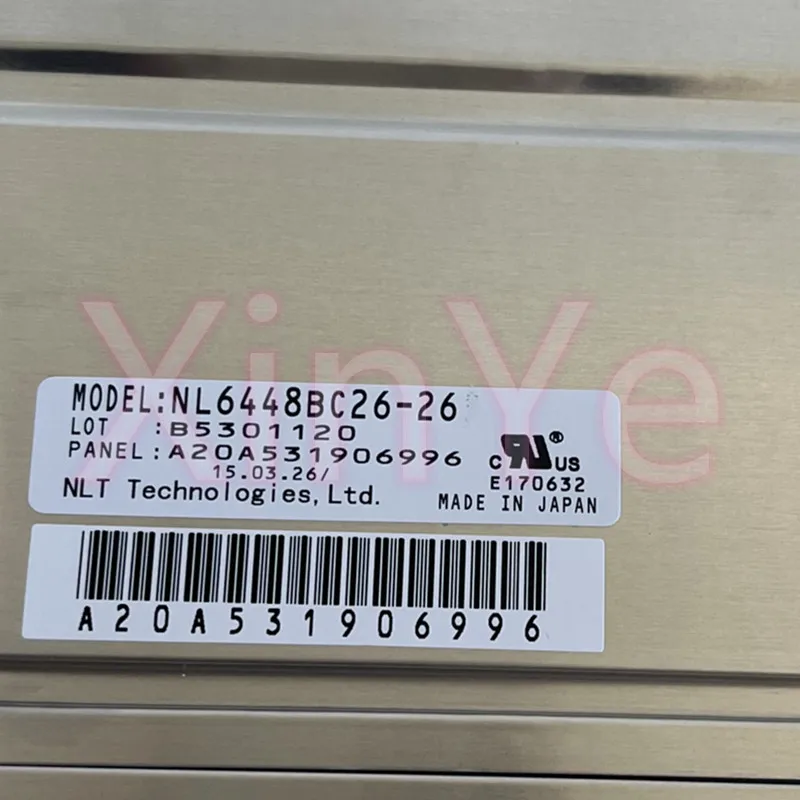 XinYe
MODEL:NL6448BC26-26
LOT :B5301120
PANEL:A20A531906996
15.03.26/
NLT Technologies,Ltd.
c RU ® US
E170632
MADE IN JAPAN
A20A531906996